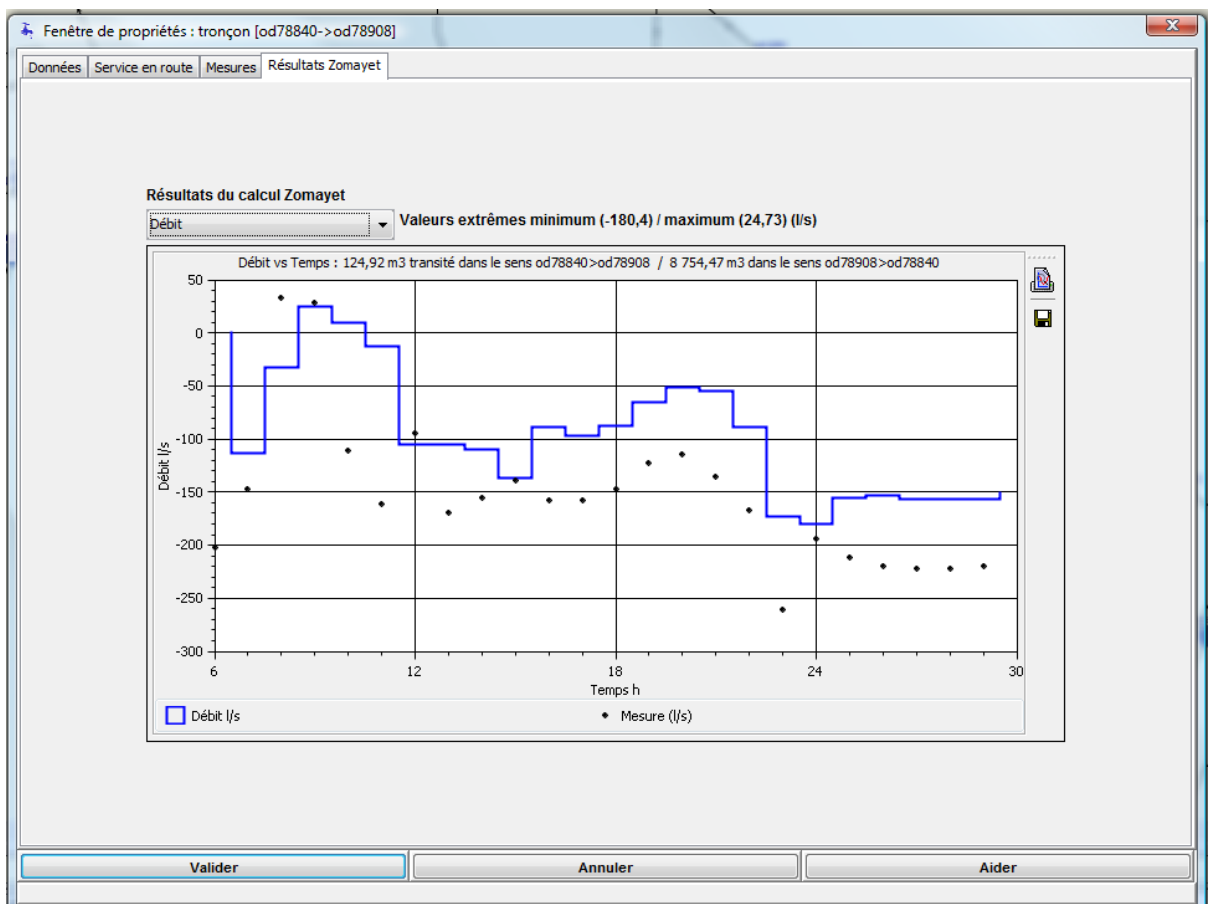 Fenêtre de propriétés : tronçon [od78840->od78908]
Données Service en route Mesures Résultats Zomayet
Résultats du calcul Zomayet
Débit Valeurs extrêmes minimum (-180,4) / maximum (24,73) (l/s)
Débit vs Temps : 124,92 m3 transité dans le sens od78840>od78908 / 8 754,47 m3 dans le sens od78908>od78840
50
0
-50
-100
-150
-200
-250
-300
Débit l/s
6 12 18 24 30
Temps h
Débit l/s Mesure (l/s)
Valider Annuler Aider